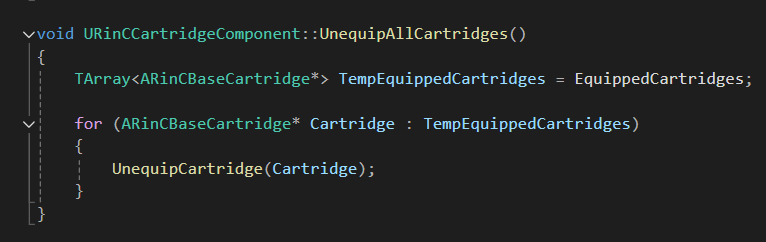 void URinCCartridgeComponent::UnequipAllCartridges()
{
TArray<ARinCBaseCartridge*> TempEquippedCartridges = EquippedCartridges;
for (ARinCBaseCartridge* Cartridge : TempEquippedCartridges)
{
UnequipCartridge(Cartridge);
}
}